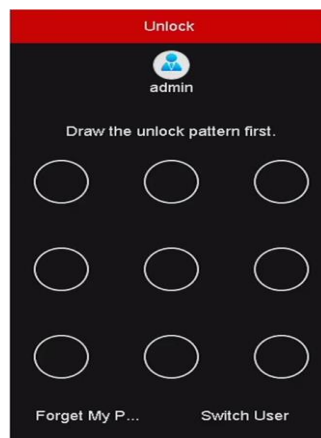 Unlock
admin
Draw the unlock pattern first.
Forget My P...
Switch User